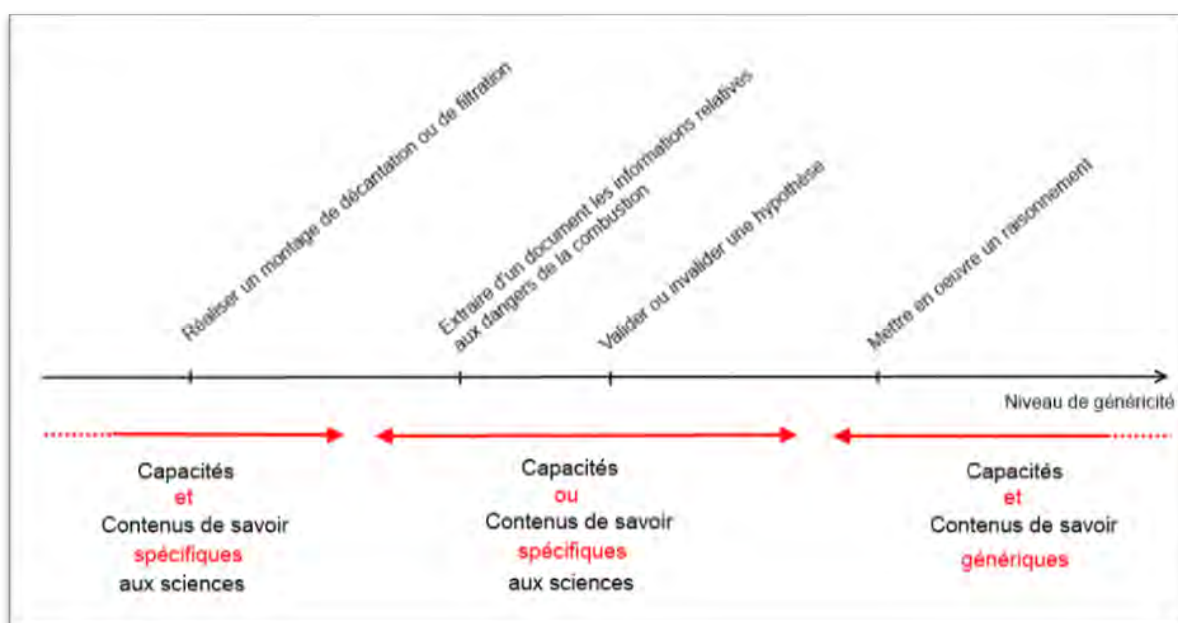 Réaliser un montage de décantation ou de filtration
Extraire d'un document les informations relatives
aux dangers de la combustion
Valider ou invalider une hypothèse
Mettre en oeuvre un raisonnement
Niveau de généricité
Capacités
et
Contenus de savoir
spécifiques
aux sciences
Capacités
ou
Contenus de savoir
spécifiques
aux sciences
Capacités
et
Contenus de savoir
génériques